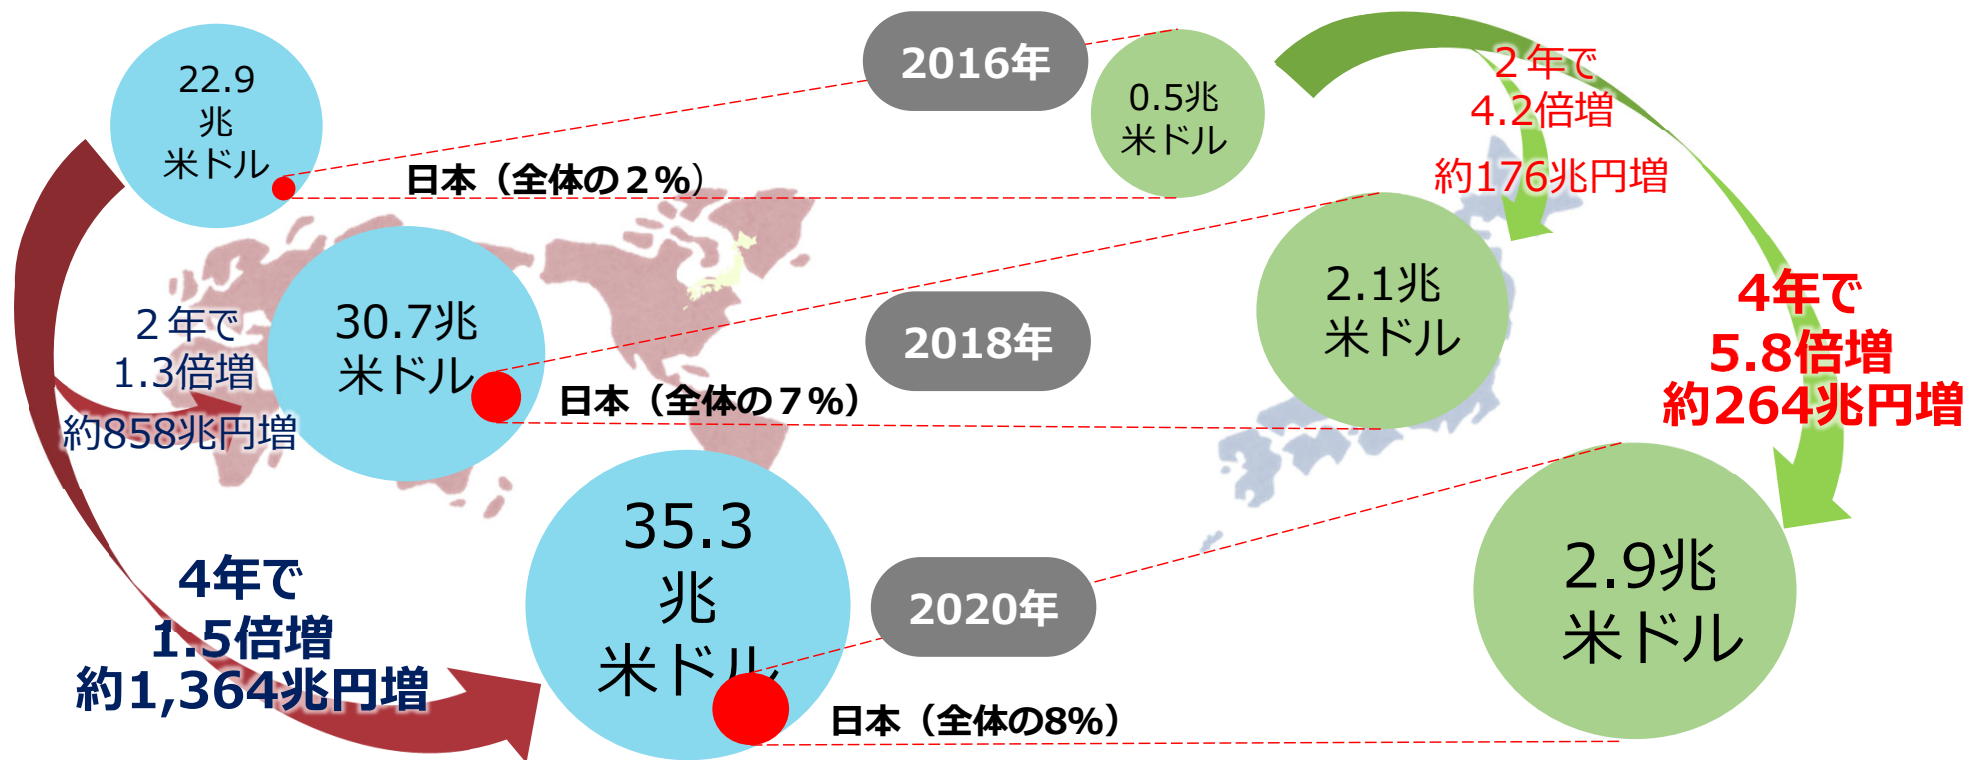 22.9
兆
米ドル
2016年
0.5兆
米ドル
２年で
4.2倍増
約176兆円増
日本（全体の２%）
30.7兆
米ドル
２年で
1.3倍増
約858兆円増
2018年
2.1兆
米ドル
4年で
5.8倍増
約264兆円増
日本（全体の７%）
35.3
兆
米ドル
4年で
1.5倍増
約1,364兆円増
2020年
2.9兆
米ドル
日本（全体の8%）